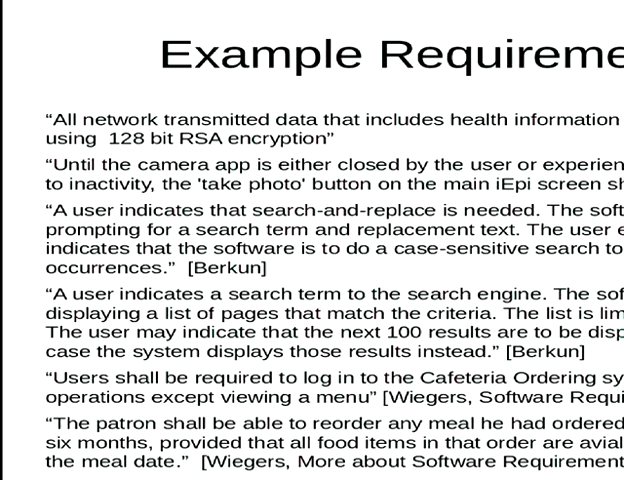 Example Requireme
“All network transmitted data that includes health information
using 128 bit RSA encryption”
“Until the camera app is either closed by the user or experien
to inactivity, the 'take photo' button on the main iEpi screen sh
“A user indicates that search-and-replace is needed. The soft
prompting for a search term and replacement text. The user e
indicates that the software is to do a case-sensitive search to
occurrences.” [Berkun]
“A user indicates a search term to the search engine. The sof
displaying a list of pages that match the criteria. The list is lim
The user may indicate that the next 100 results are to be disp
case the system displays those results instead.” [Berkun]
“Users shall be required to log in to the Cafeteria Ordering sy
operations except viewing a menu” [Wiegers, Software Requi
“The patron shall be able to reorder any meal he had ordered
six months, provided that all food items in that order are avial
the meal date.” [Wiegers, More about Software Requirement